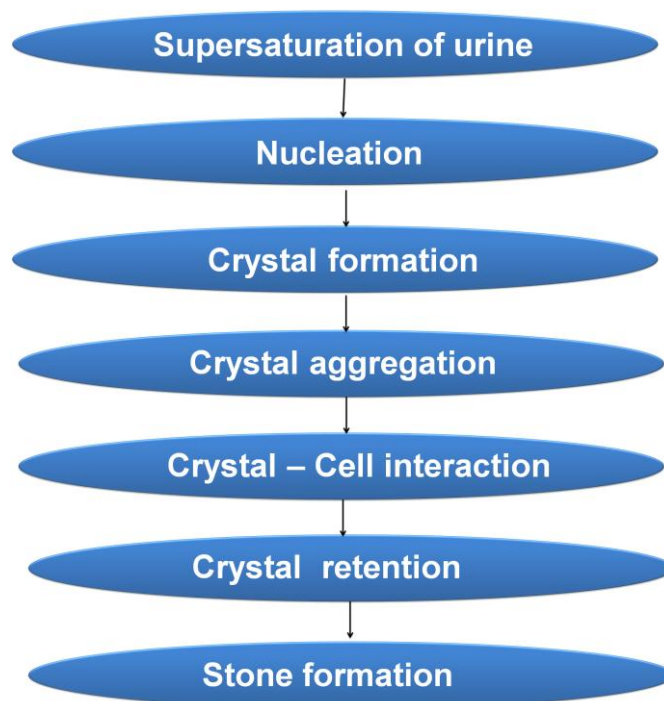 Supersaturation of urine
Nucleation
Crystal formation
Crystal aggregation
Crystal – Cell interaction
Crystal  retention
Stone formation